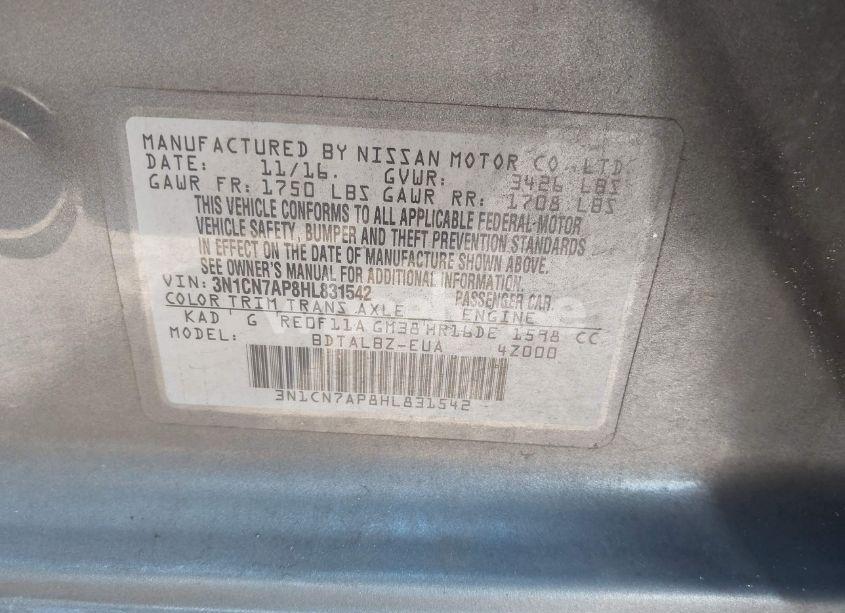 MANUFACTURED BY NISSAN MOTOR CO., LTD.
DATE: 11/16. GVWR: 3426 LBS
GAWR FR: 1750 LBS GAWR RR: 1708 LBS
THIS VEHICLE CONFORMS TO ALL APPLICABLE FEDERAL MOTOR
VEHICLE SAFETY, BUMPER AND THEFT PREVENTION STANDARDS
IN EFFECT ON THE DATE OF MANUFACTURE SHOWN ABOVE.
SEE OWNER'S MANUAL FOR ADDITIONAL INFORMATION.
VIN: 3N1CN7AP8HL831542 PASSENGER CAR
COLOR TRIM TRANS AXLE ENGINE
KAD G RE0F11A GM38 HR16DE 1598 CC
MODEL: BDTALBZ-EUA 4Z000
3N1CN7AP8HL831542